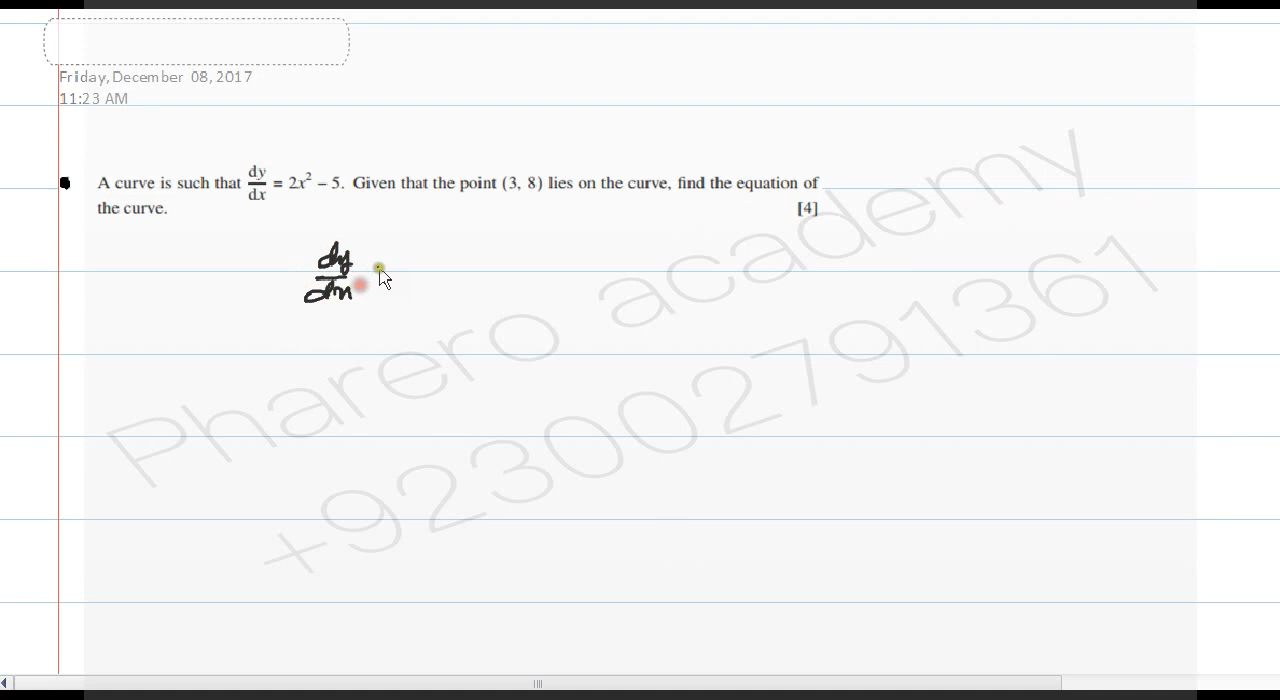 Friday, December 08, 2017
11:23 AM
A curve is such that dy/dx = 2x² – 5. Given that the point (3, 8) lies on the curve, find the equation of
the curve. [4]
dy
dx
Pharero academy
+923002791361